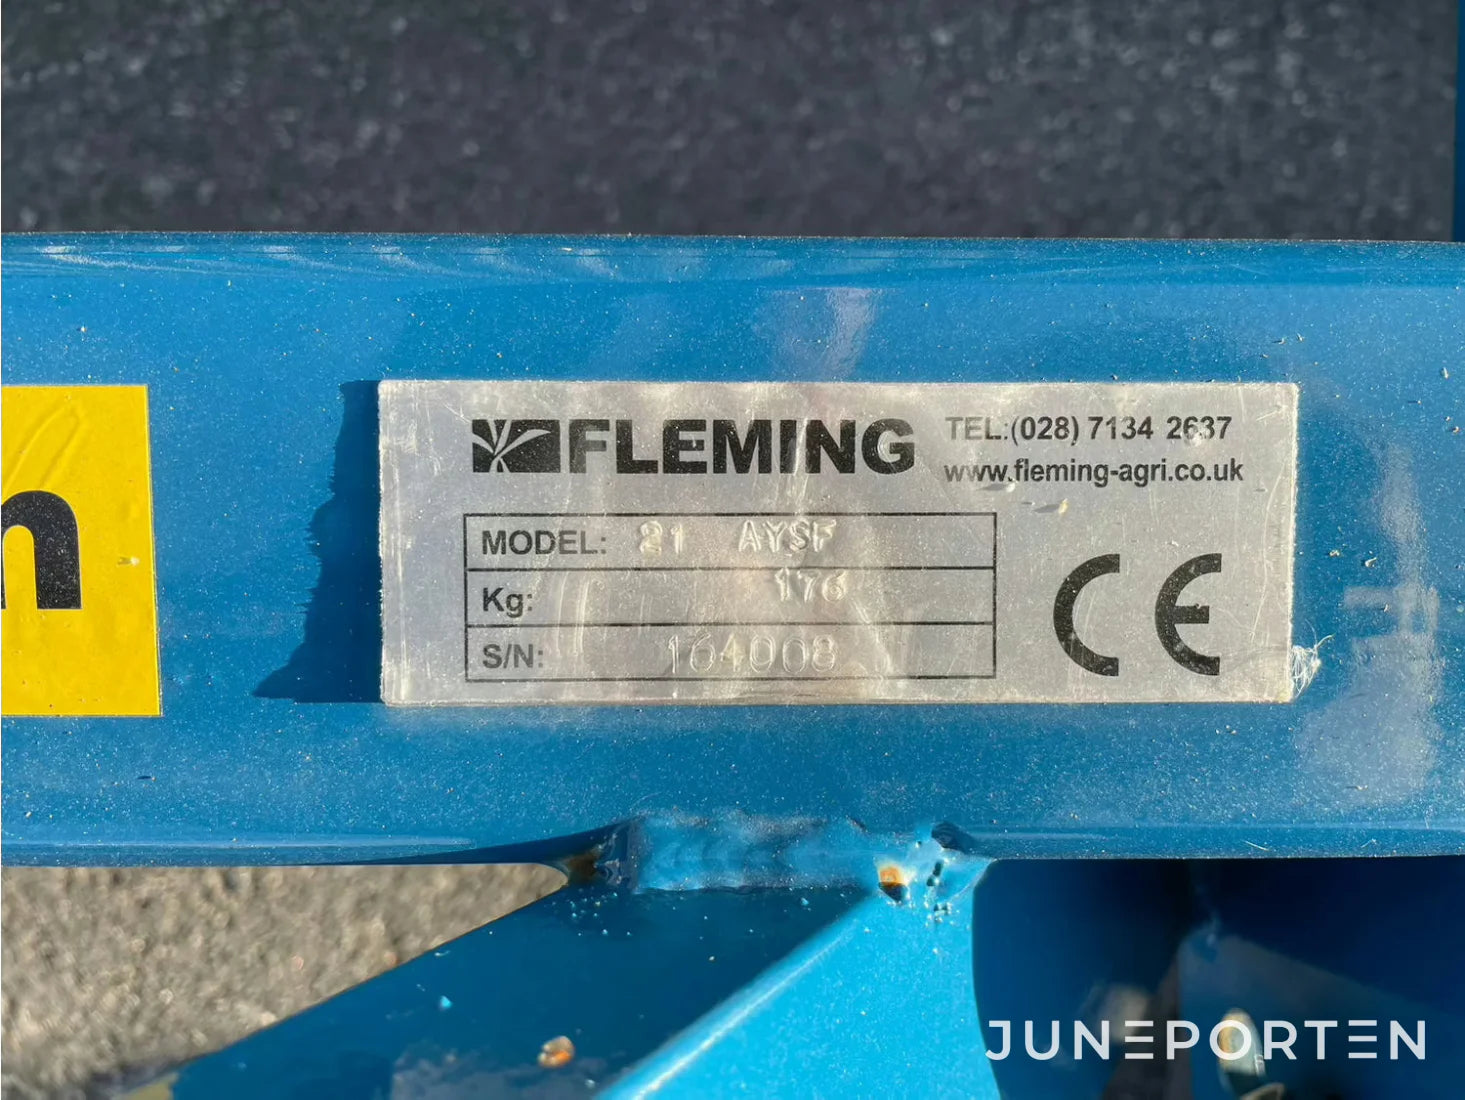 FLEMING
TEL:(028) 7134 2637
www.fleming-agri.co.uk
MODEL: 21 AYSF
Kg: 176
S/N: 164008
CE
JUNEPORTEN